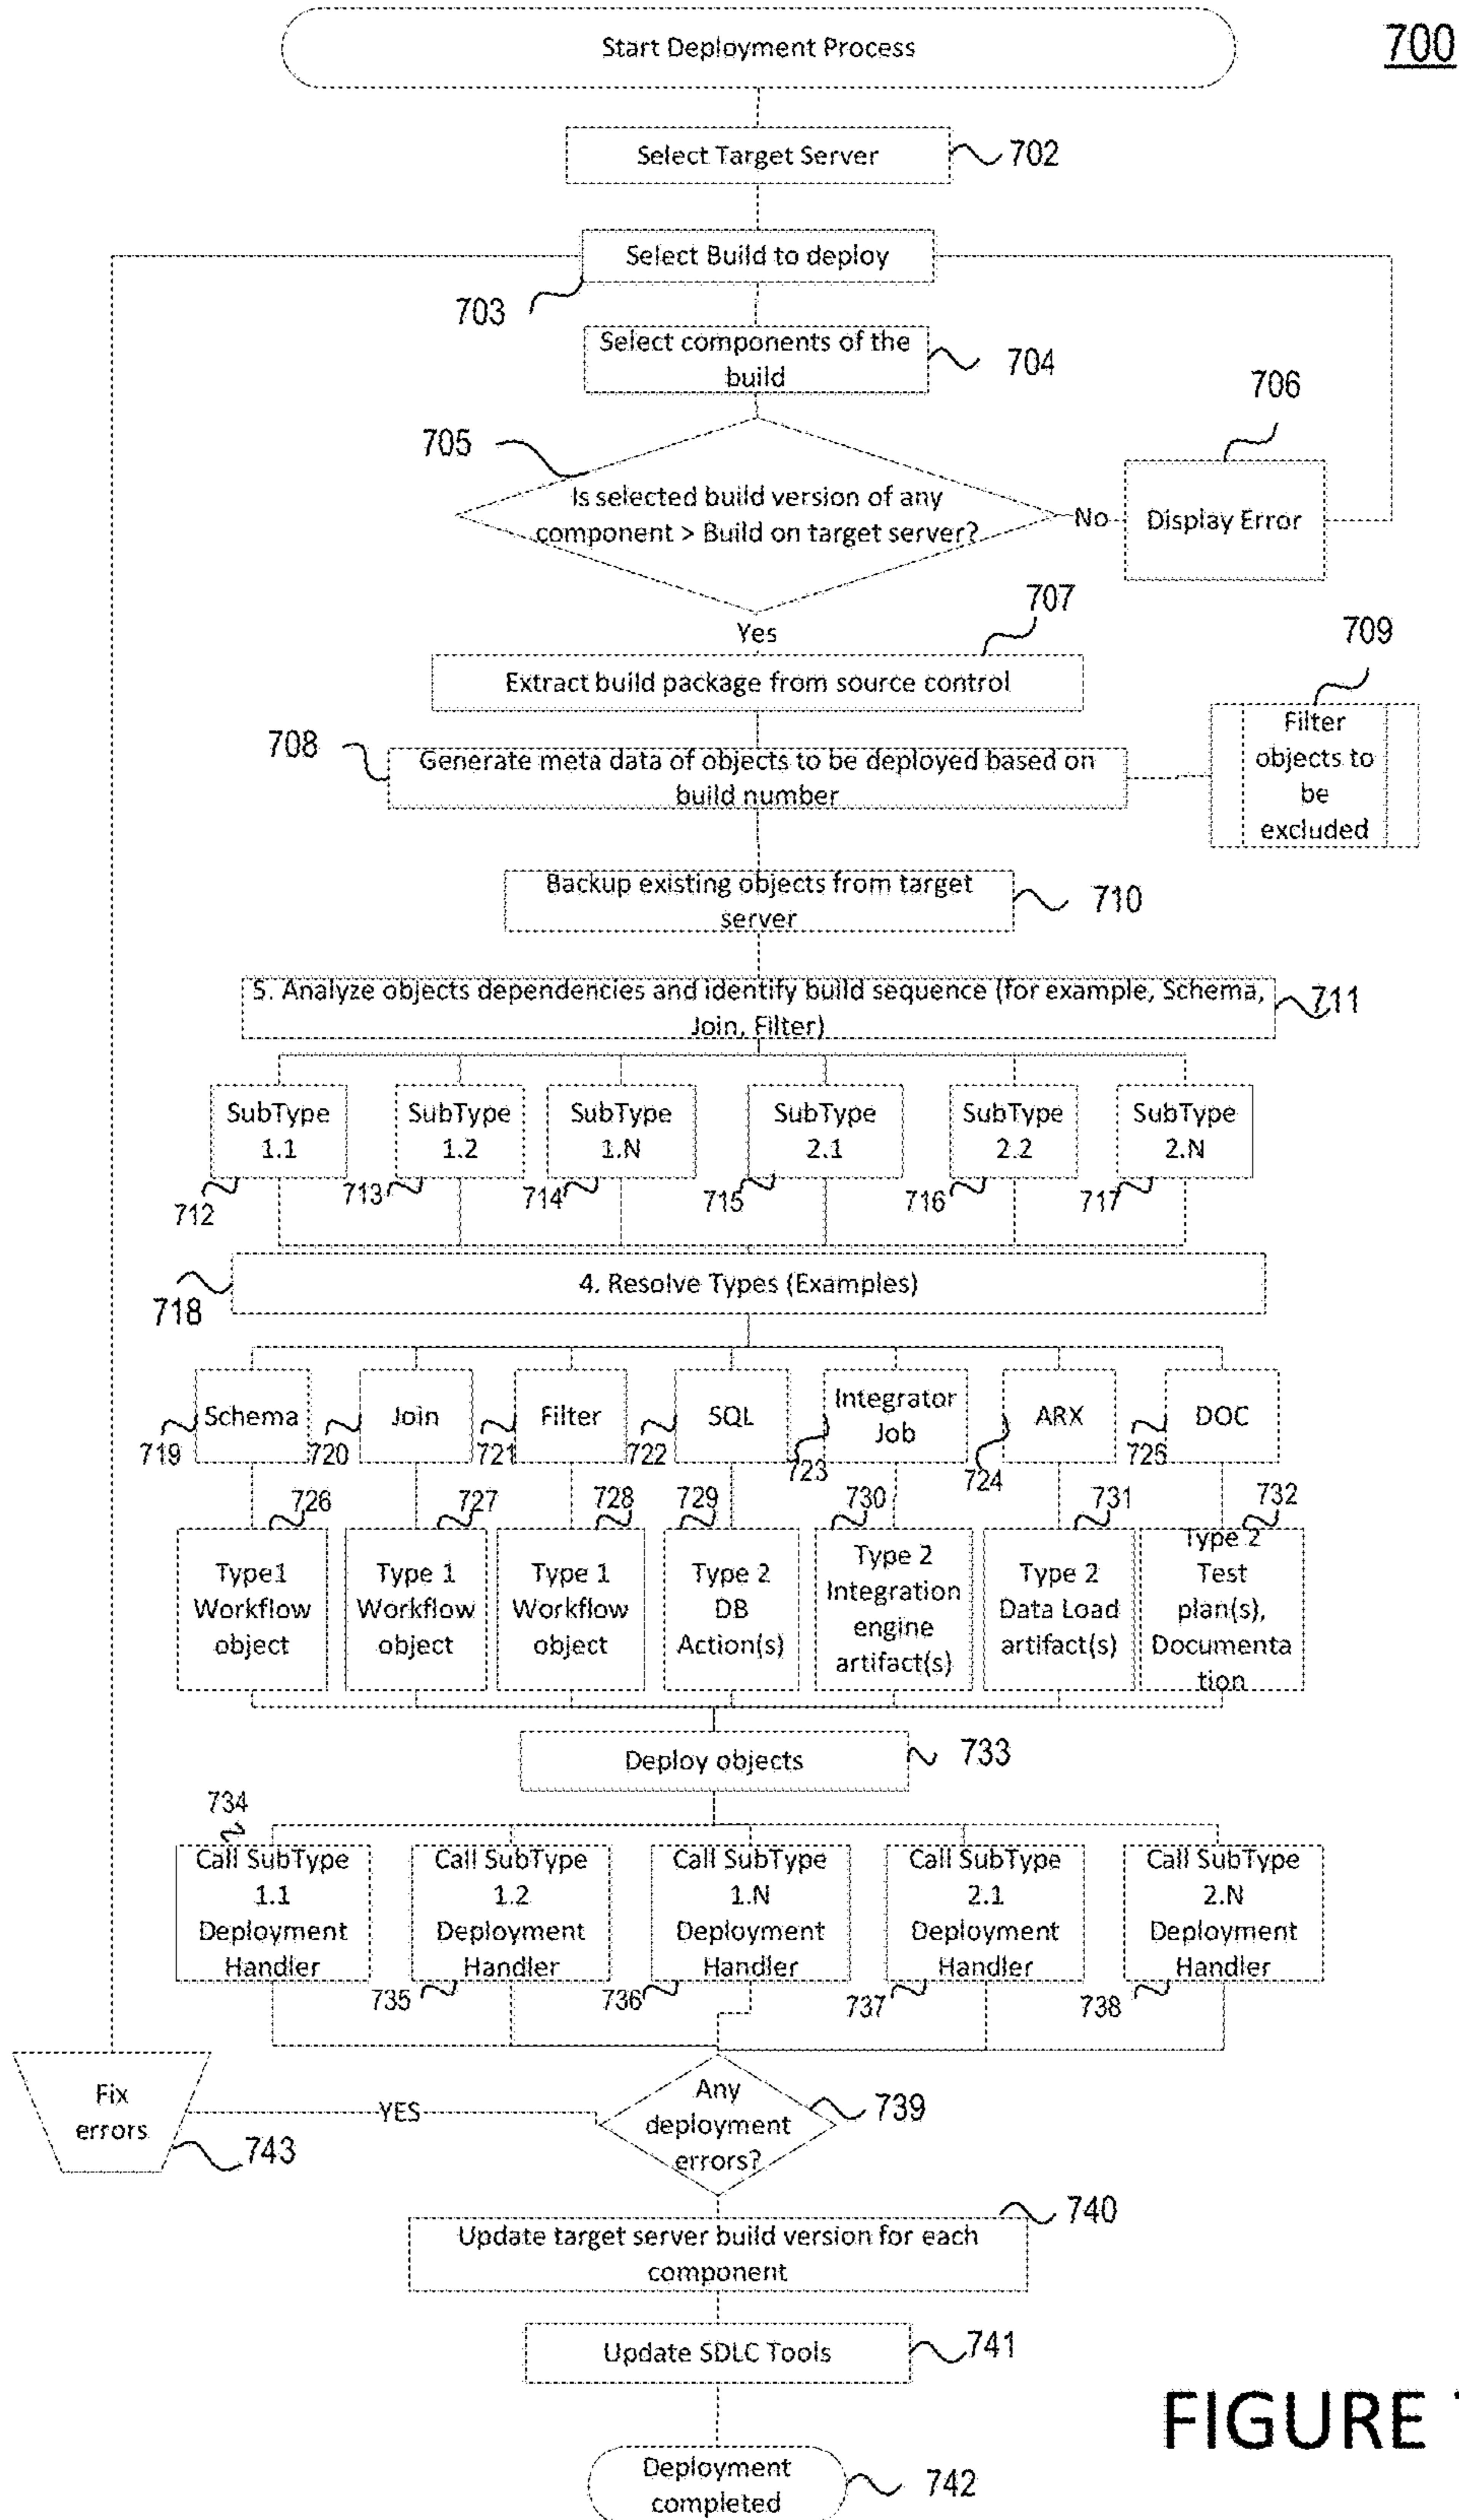 Start Deployment Process
700
Select Target Server
702
Select Build to deploy
703
Select components of the
build
704
706
705
Is selected build version of any
component > Build on target server?
No
Display Error
Yes
707
Extract build package from source control
709
Filter
objects to
be
excluded
708
Generate meta data of objects to be deployed based on
build number
Backup existing objects from target
server
710
5. Analyze objects dependencies and identify build sequence (for example, Schema,
Join, Filter)
711
SubType
1.1
SubType
1.2
SubType
1.N
SubType
2.1
SubType
2.2
SubType
2.N
712
713
714
715
716
717
4. Resolve Types (Examples)
718
Schema
Join
Filter
SQL
Integrator
Job
ARX
DOC
719
720
721
722
723
724
725
726
727
728
729
730
731
732
Type1
Workflow
object
Type 1
Workflow
object
Type 1
Workflow
object
Type 2
DB
Action(s)
Type 2
Integration
engine
artifact(s)
Type 2
Data Load
artifact(s)
Type 2
Test
plan(s),
Documenta
tion
Deploy objects
733
734
Call SubType
1.1
Deployment
Handler
Call SubType
1.2
Deployment
Handler
Call SubType
1.N
Deployment
Handler
Call SubType
2.1
Deployment
Handler
Call SubType
2.N
Deployment
Handler
735
736
737
738
Fix
errors
743
YES
Any
deployment
errors?
739
740
Update target server build version for each
component
Update SDLC Tools
741
FIGURE
Deployment
completed
742